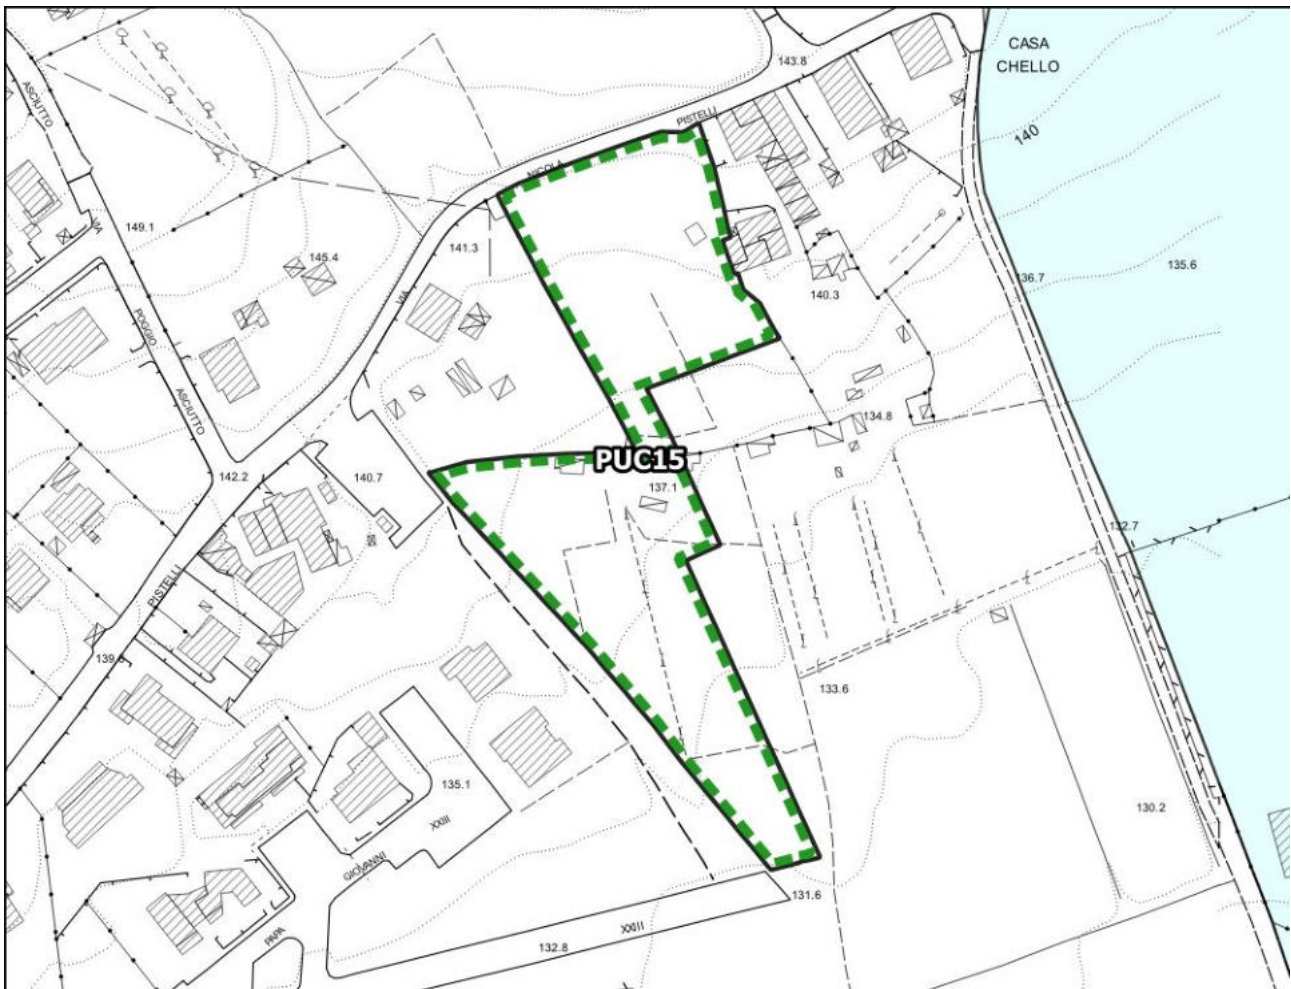 CASA
CHELLO
143.8
ASCIUTTO
PISTELLI
140
NICOLA
VIA
149.1
141.3
145.4
136.7
135.6
140.3
VIA
POGGIO
ASCIUTTO
134.8
PUC15
142.2
140.7
137.1
132.7
PISTELLI
139.6
133.6
135.1
130.2
XXIII
GIOVANNI
131.6
XXIII
PAPA
132.8